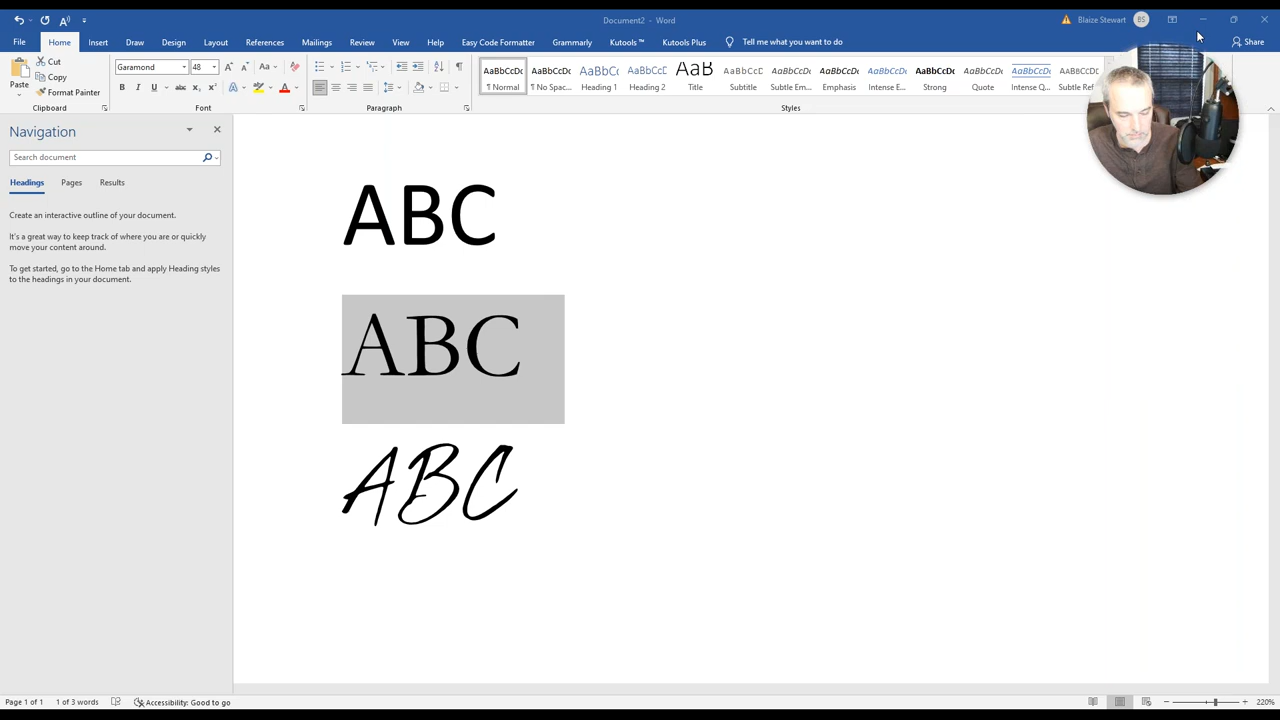 Document2 - Word
Blaize Stewart BS
File Home Insert Draw Design Layout References Mailings Review View Help Easy Code Formatter Grammarly Kutools ™ Kutools Plus Tell me what you want to do Share
Paste
Cut
Copy
Format Painter
Garamond 48
AaBbCcDc ¶ Normal
AaBbCcDc ¶ No Spac...
AaBbCc Heading 1
AaBbCcD Heading 2
AaB Title
AaBbCcD Subtitle
AaBbCcDc Subtle Em...
AaBbCcDc Emphasis
AaBbCcDc Intense E...
AaBbCcDc Strong
AaBbCcDc Quote
AaBbCcDc Intense Q...
Subtle Ref
Clipboard Font Paragraph Styles
Navigation
Search document
Headings Pages Results
Create an interactive outline of your document.
It's a great way to keep track of where you are or quickly
move your content around.
To get started, go to the Home tab and apply Heading styles
to the headings in your document.
ABC
ABC
ABC
Page 1 of 1 1 of 3 words Accessibility: Good to go 220%